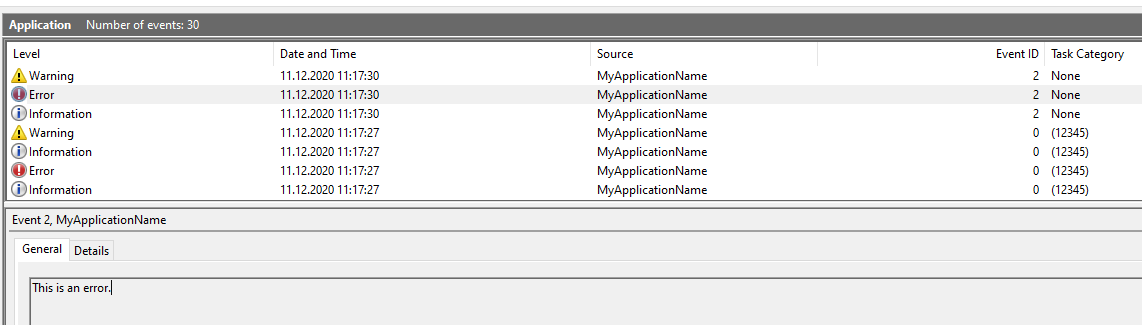 Application Number of events: 30
Level Date and Time Source Event ID Task Category
Warning 11.12.2020 11:17:30 MyApplicationName 2 None
Error 11.12.2020 11:17:30 MyApplicationName 2 None
Information 11.12.2020 11:17:30 MyApplicationName 2 None
Warning 11.12.2020 11:17:27 MyApplicationName 0 (12345)
Information 11.12.2020 11:17:27 MyApplicationName 0 (12345)
Error 11.12.2020 11:17:27 MyApplicationName 0 (12345)
Information 11.12.2020 11:17:27 MyApplicationName 0 (12345)
Event 2, MyApplicationName
General Details
This is an error.